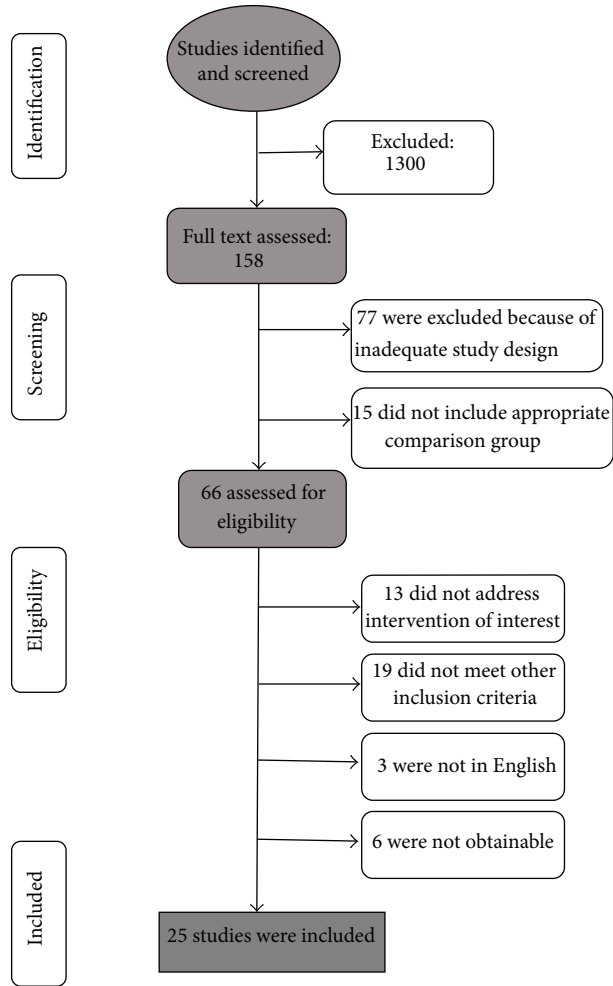 Identification
Studies identified
and screened
Excluded:
1300
Full text assessed:
158
Screening
77 were excluded because of
inadequate study design
15 did not include appropriate
comparison group
66 assessed for
eligibility
Eligibility
13 did not address
intervention of interest
19 did not meet other
inclusion criteria
3 were not in English
6 were not obtainable
Included
25 studies were included